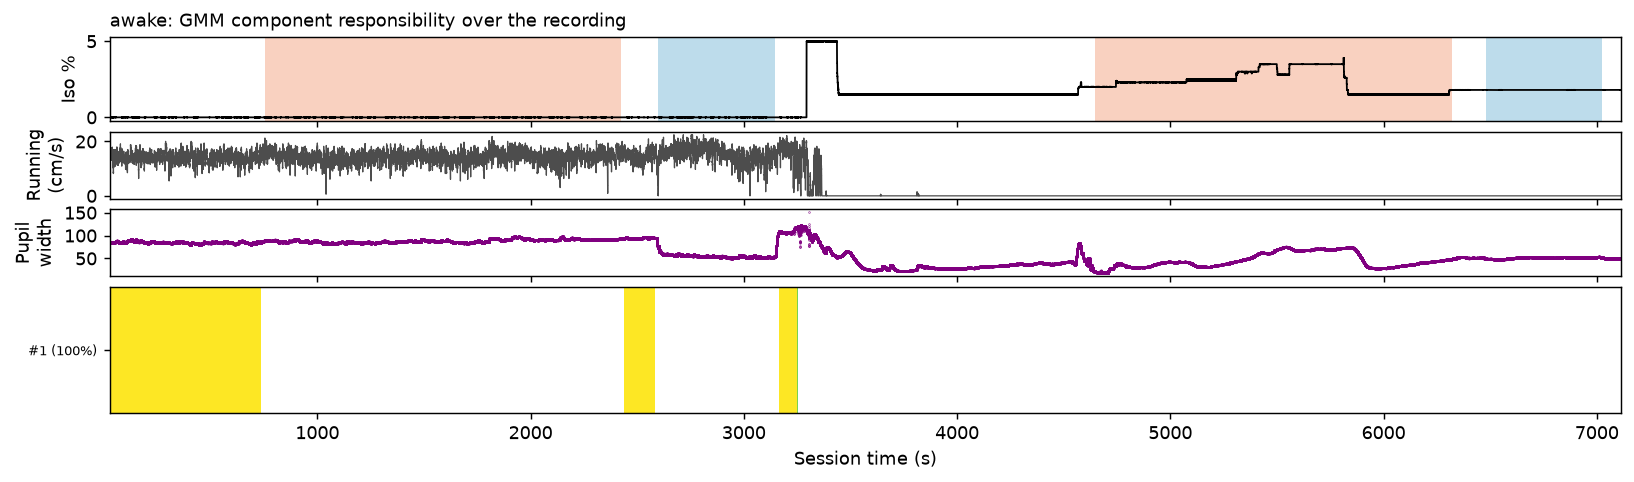 awake: GMM component responsibility over the recording
Iso %
5
0
Running
(cm/s)
20
0
Pupil
width
150
100
50
#1 (100%)
1000 2000 3000 4000 5000 6000 7000
Session time (s)